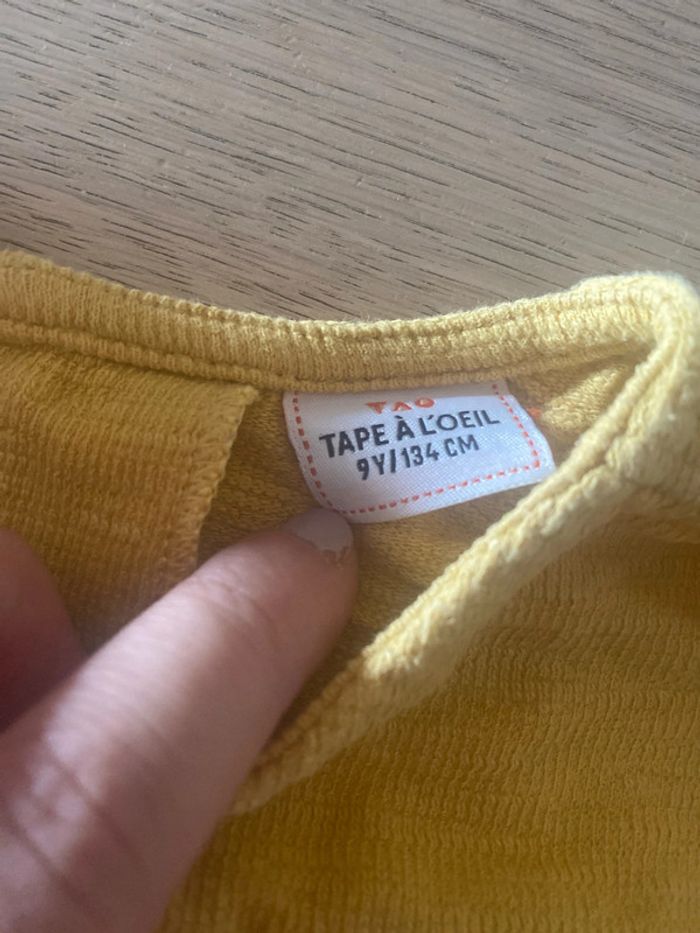 TAO
TAPE À L'OEIL
9Y/134 CM